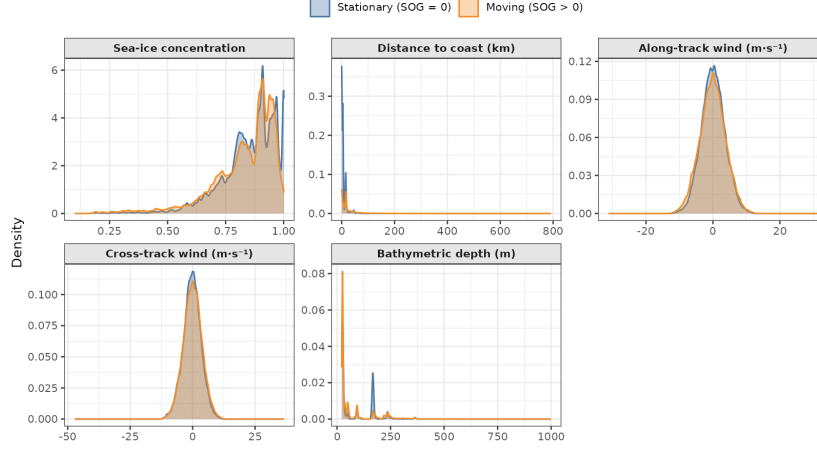 Stationary (SOG = 0) Moving (SOG > 0)
Sea-ice concentration Distance to coast (km) Along-track wind (m·s⁻¹)
6 0.3 0.12
4 0.2 0.09
2 0.1 0.06
0 0.0 0.03
0.00
0.25 0.50 0.75 1.00 0 200 400 600 800 -20 0 20
Density
Cross-track wind (m·s⁻¹) Bathymetric depth (m)
0.100 0.08
0.075 0.06
0.050 0.04
0.025 0.02
0.000 0.00
-50 -25 0 25 0 250 500 750 1000